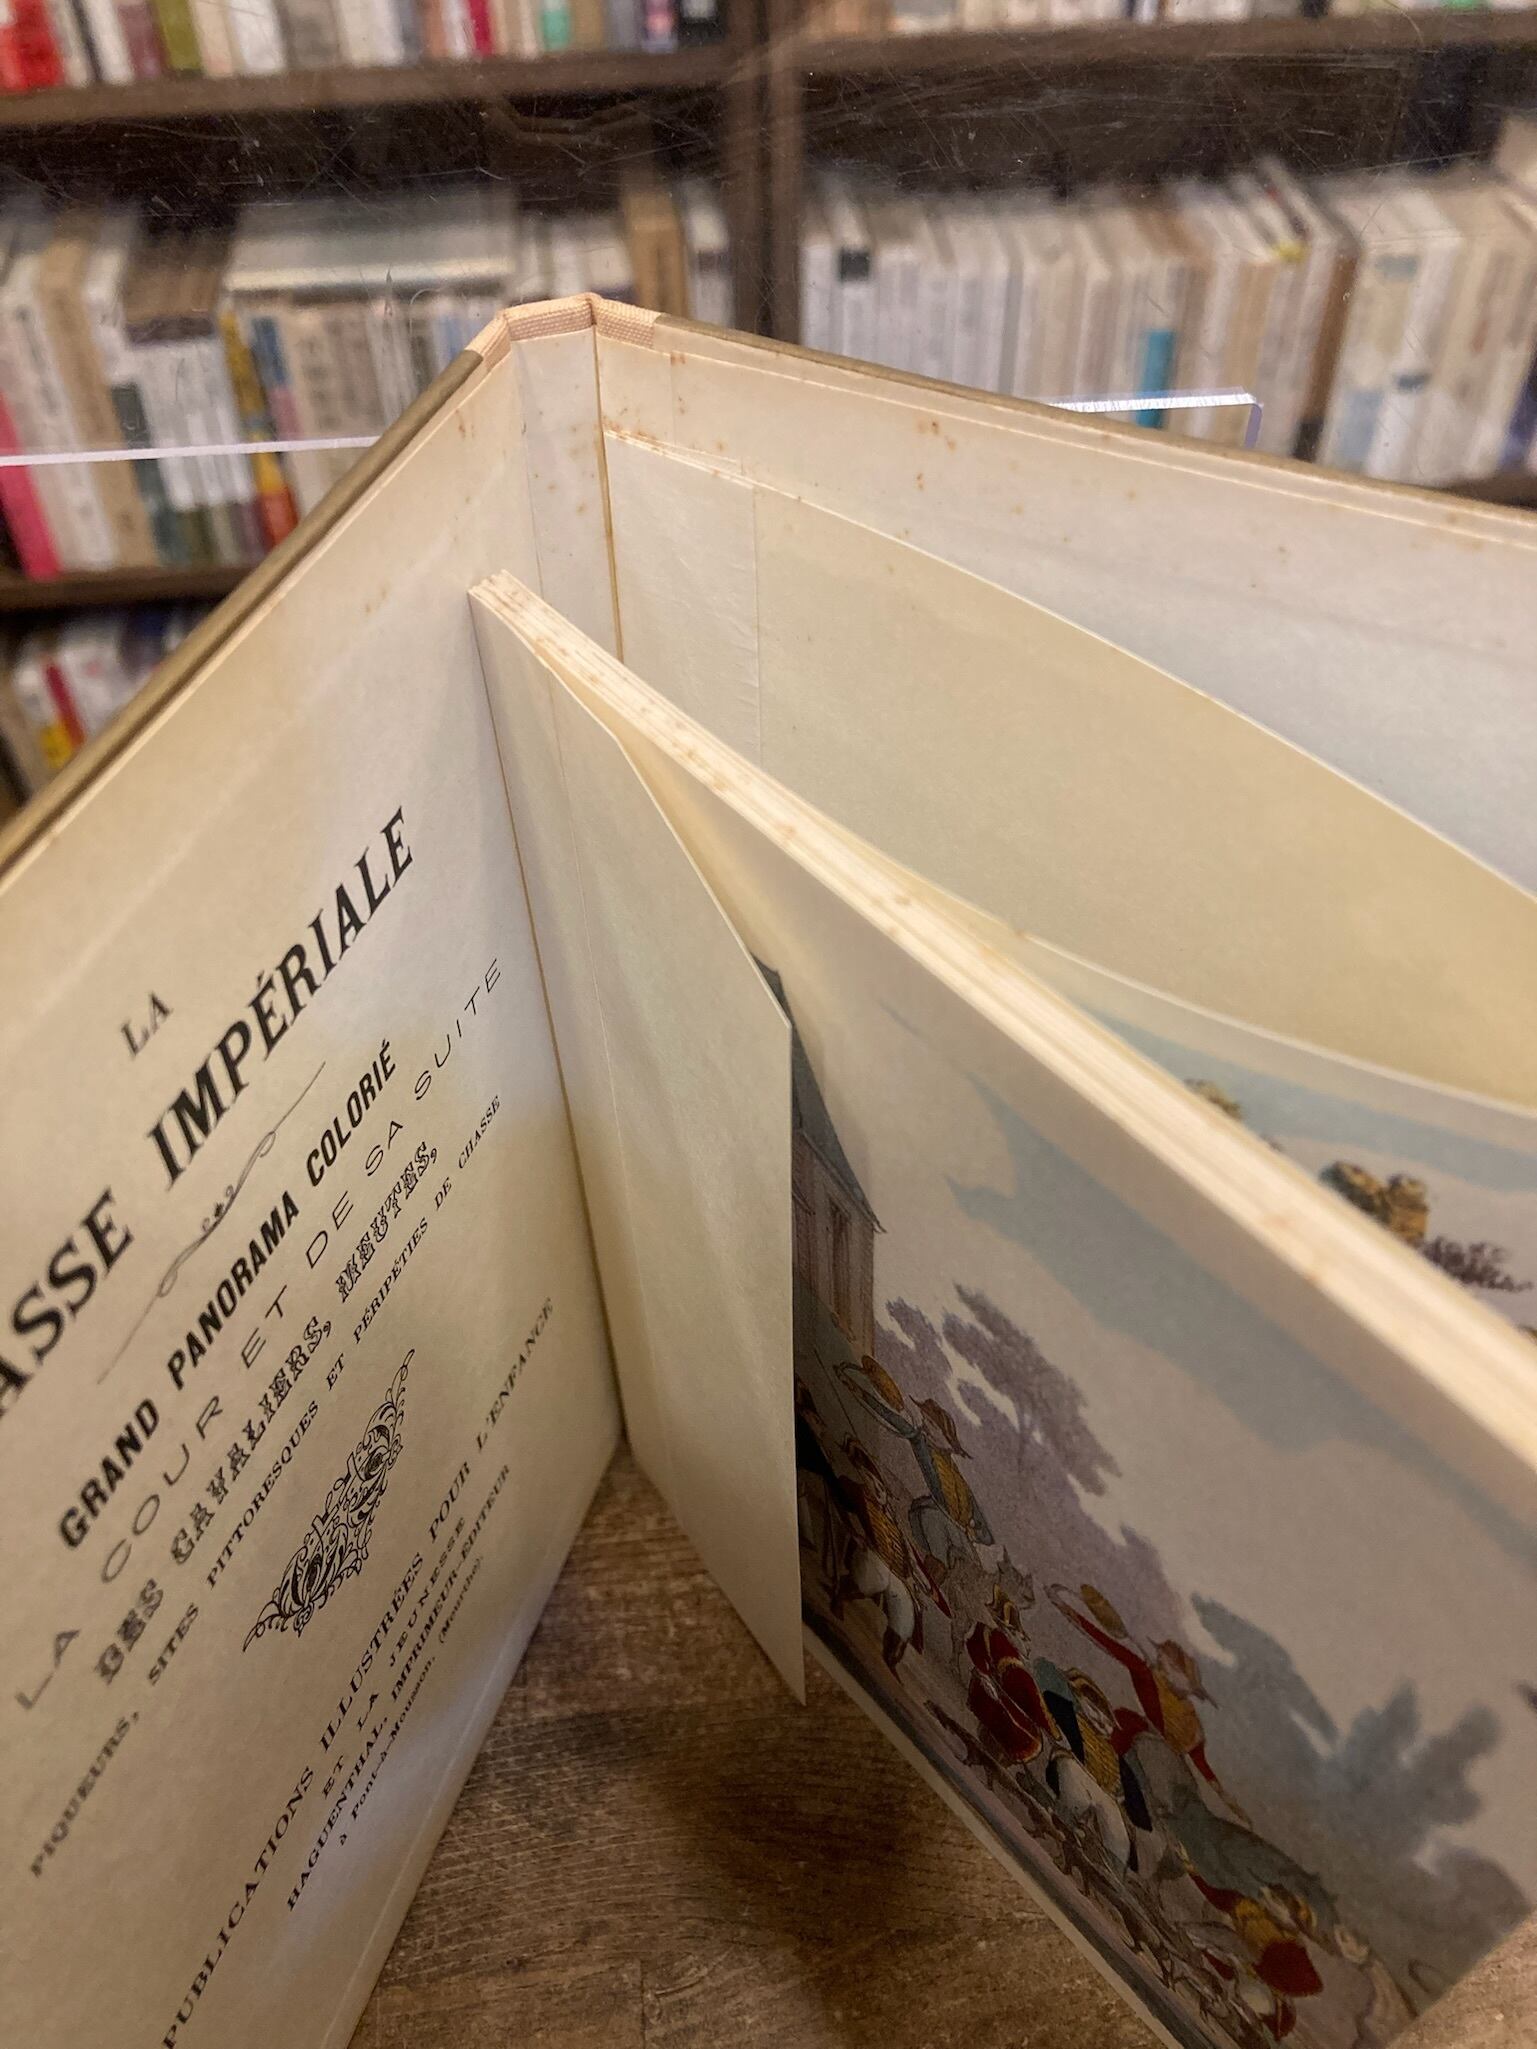 LA
ASSE IMPÉRIALE
GRAND PANORAMA COLORIÉ
LA COUR ET DE SA SUITE
DES CAVALIERS, MEUTES,
PIQUEURS, SITES PITTORESQUES ET PÉRIPÉTIES DE CHASSE
PUBLICATIONS ILLUSTRÉES POUR L'ENFANCE
ET LA JEUNESSE
HAGUENTHAL, IMPRIMEUR-ÉDITEUR
à Pont-à-Mousson, (Meurthe).